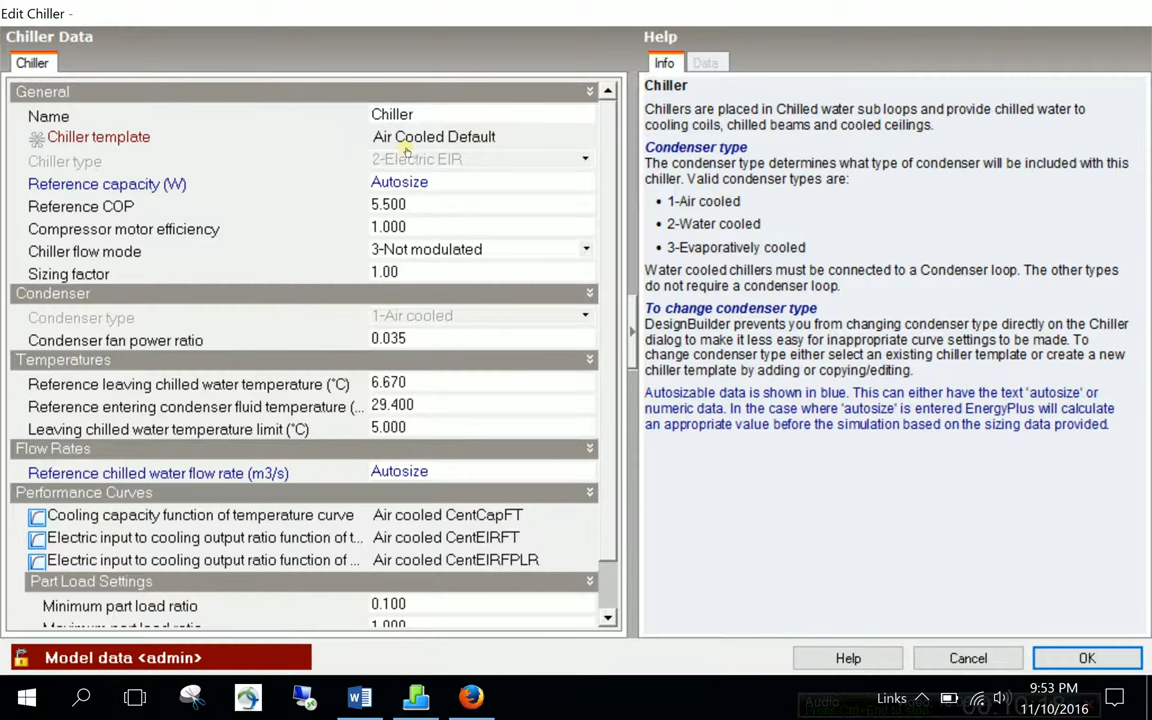 Edit Chiller -
Chiller Data
Chiller
General
Name Chiller
Chiller template Air Cooled Default
Chiller type 2-Electric EIR
Reference capacity (W) Autosize
Reference COP 5.500
Compressor motor efficiency 1.000
Chiller flow mode 3-Not modulated
Sizing factor 1.00
Condenser
Condenser type 1-Air cooled
Condenser fan power ratio 0.035
Temperatures
Reference leaving chilled water temperature (°C) 6.670
Reference entering condenser fluid temperature (... 29.400
Leaving chilled water temperature limit (°C) 5.000
Flow Rates
Reference chilled water flow rate (m3/s) Autosize
Performance Curves
Cooling capacity function of temperature curve Air cooled CentCapFT
Electric input to cooling output ratio function of t... Air cooled CentEIRFT
Electric input to cooling output ratio function of ... Air cooled CentEIRFPLR
Part Load Settings
Minimum part load ratio 0.100
Maximum part load ratio 1.000
Model data <admin>
Help
Info Data
Chiller
Chillers are placed in Chilled water sub loops and provide chilled water to
cooling coils, chilled beams and cooled ceilings.
Condenser type
The condenser type determines what type of condenser will be included with this
chiller. Valid condenser types are:
• 1-Air cooled
• 2-Water cooled
• 3-Evaporatively cooled
Water cooled chillers must be connected to a Condenser loop. The other types
do not require a condenser loop.
To change condenser type
DesignBuilder prevents you from changing condenser type directly on the Chiller
dialog to make it less easy for inappropriate curve settings to be made. To
change condenser type either select an existing chiller template or create a new
chiller template by adding or copying/editing.
Autosizable data is shown in blue. This can either have the text 'autosize' or
numeric data. In the case where 'autosize' is entered EnergyPlus will calculate
an appropriate value before the simulation based on the sizing data provided.
Help Cancel OK
Links
9:53 PM
11/10/2016
Audio